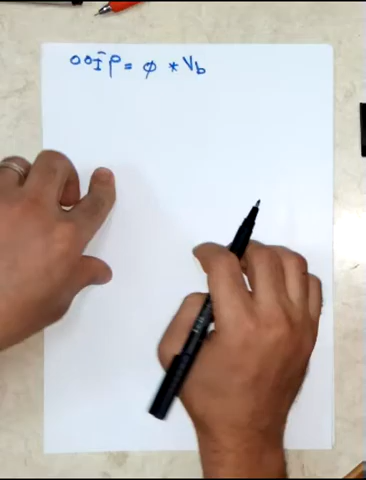 OOIP = φ * Vb